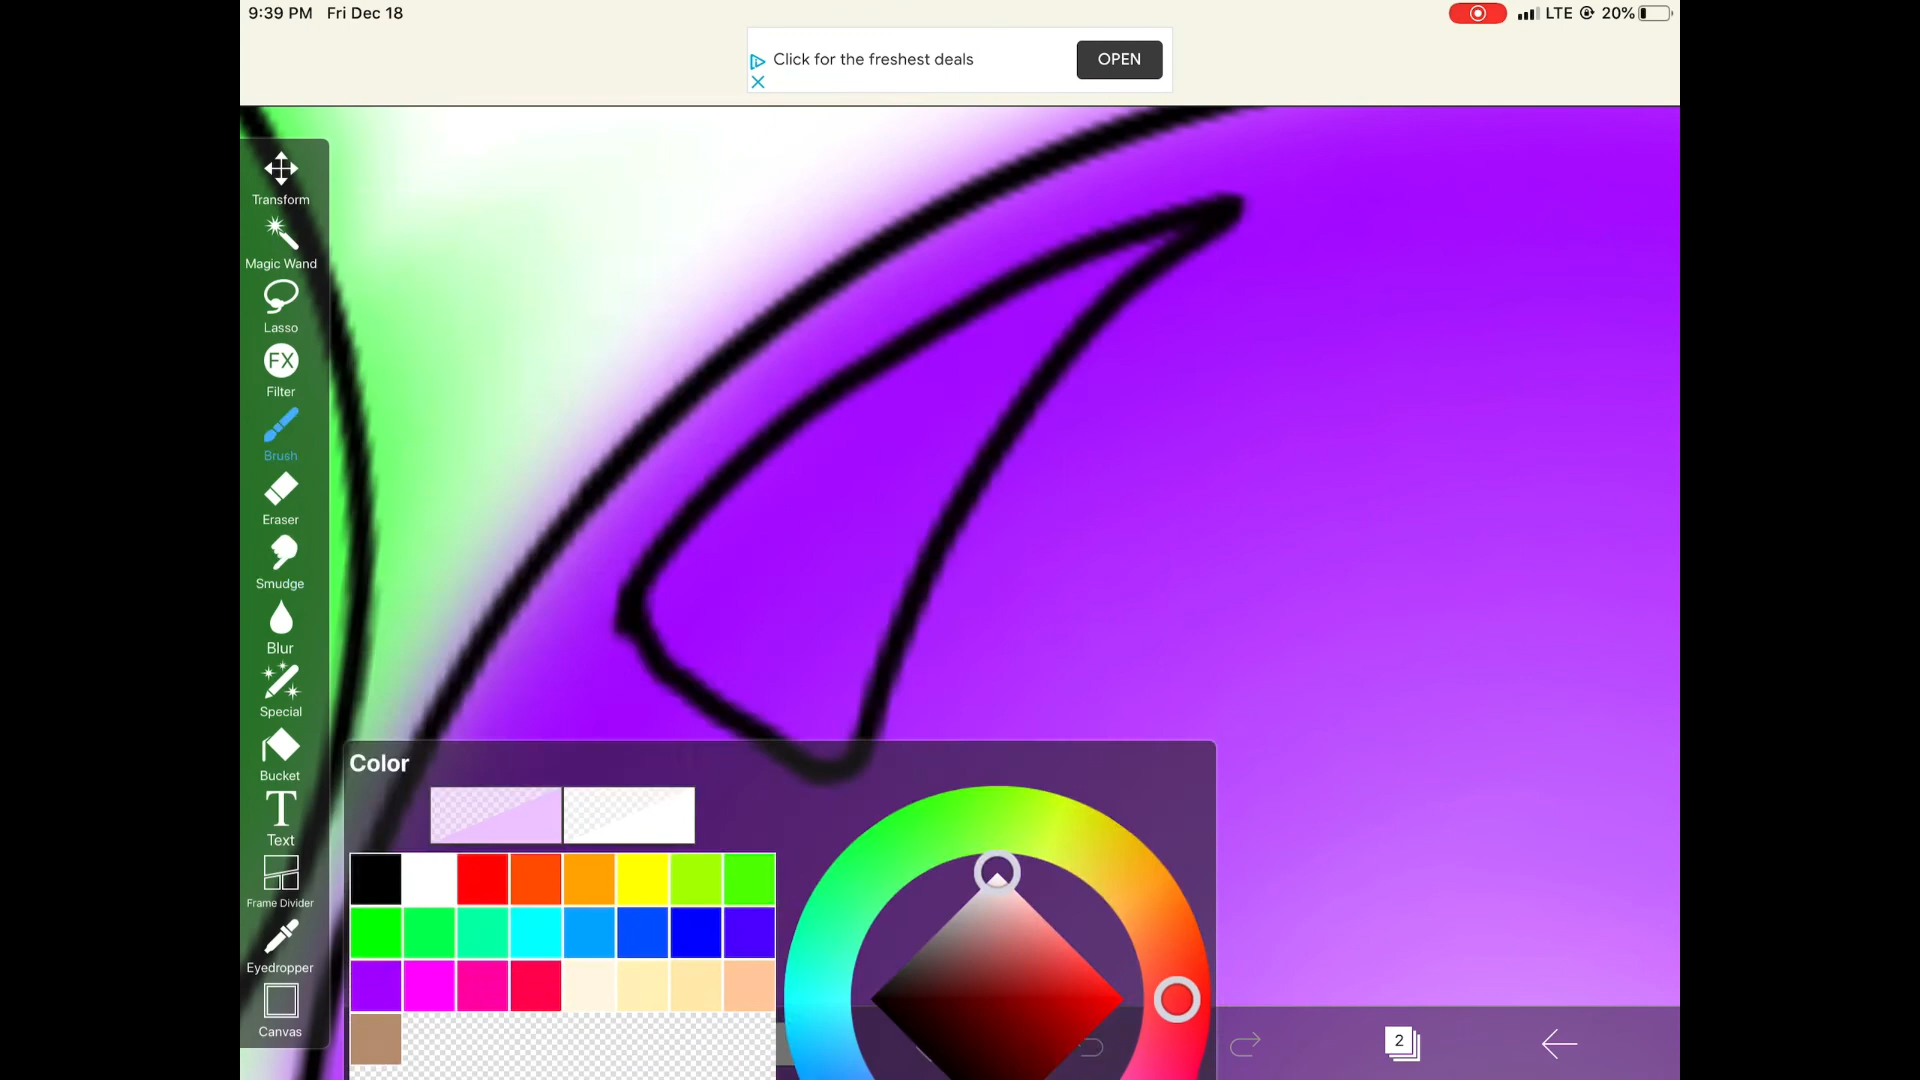 9:39 PM Fri Dec 18
LTE 20%
Click for the freshest deals
OPEN
Transform
Magic Wand
Lasso
FX
Filter
Brush
Eraser
Smudge
Blur
Special
Bucket
T
Text
Frame Divider
Eyedropper
Canvas
Color
2